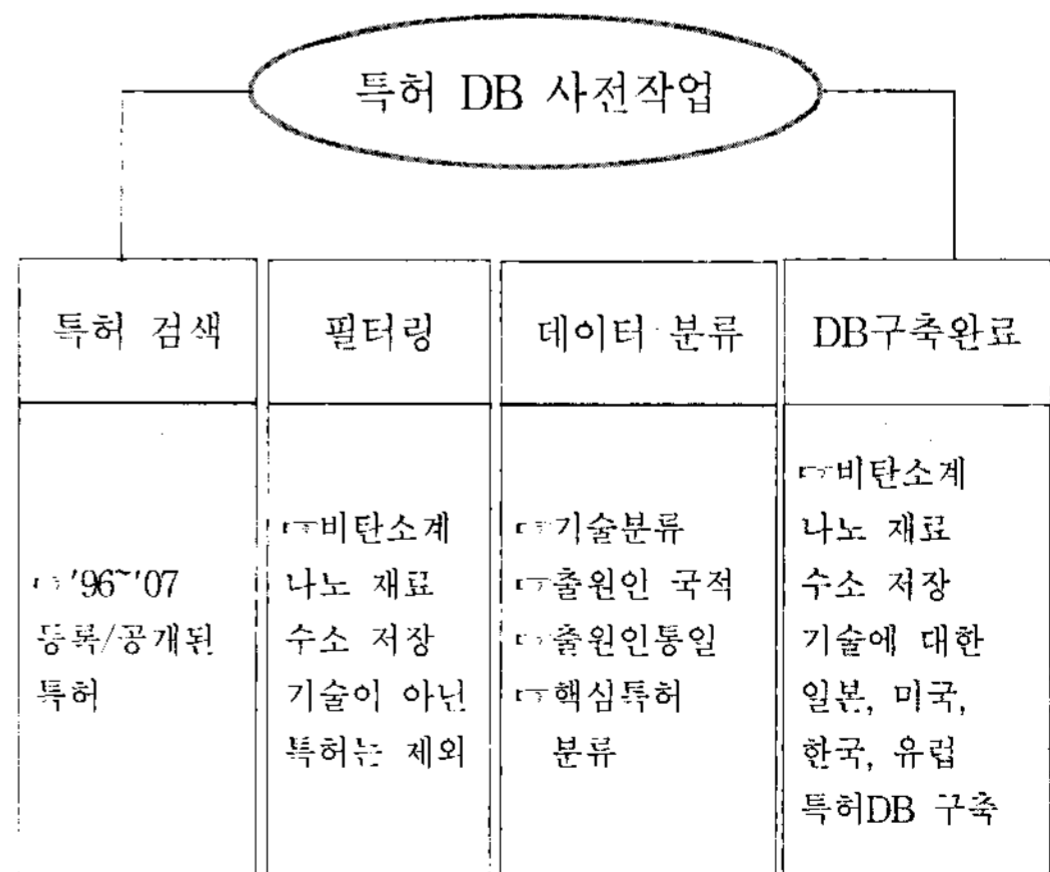 특허 DB 사전작업
특허 검색
필터링
데이터 분류
DB구축완료
☞'96~'07
등록/공개된
특허
☞비탄소계
나노 재료
수소 저장
기술이 아닌
특허는 제외
☞기술분류
☞출원인 국적
☞출원인통일
☞핵심특허
분류
☞비탄소계
나노 재료
수소 저장
기술에 대한
일본, 미국,
한국, 유럽
특허DB 구축